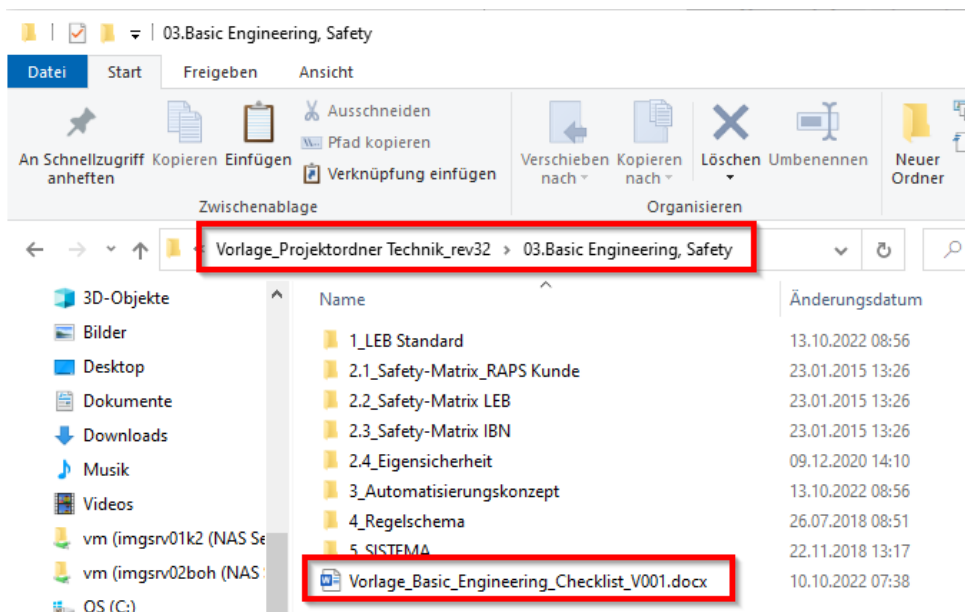 03.Basic Engineering, Safety
Datei Start Freigeben Ansicht
An Schnellzugriff anheften
Kopieren
Einfügen
Ausschneiden
Pfad kopieren
Verknüpfung einfügen
Verschieben nach
Kopieren nach
Löschen
Umbenennen
Neuer Ordner
Zwischenablage
Organisieren
Vorlage_Projektordner Technik_rev32 > 03.Basic Engineering, Safety
3D-Objekte
Bilder
Desktop
Dokumente
Downloads
Musik
Videos
vm (imgsrv01k2 (NAS Se
vm (imgsrv02boh (NAS
OS (C:)
Name Änderungsdatum
1_LEB Standard 13.10.2022 08:56
2.1_Safety-Matrix_RAPS Kunde 23.01.2015 13:26
2.2_Safety-Matrix LEB 23.01.2015 13:26
2.3_Safety-Matrix IBN 23.01.2015 13:26
2.4_Eigensicherheit 09.12.2020 14:10
3_Automatisierungskonzept 13.10.2022 08:56
4_Regelschema 26.07.2018 08:51
5_SISTEMA 22.11.2018 13:17
Vorlage_Basic_Engineering_Checklist_V001.docx 10.10.2022 07:38